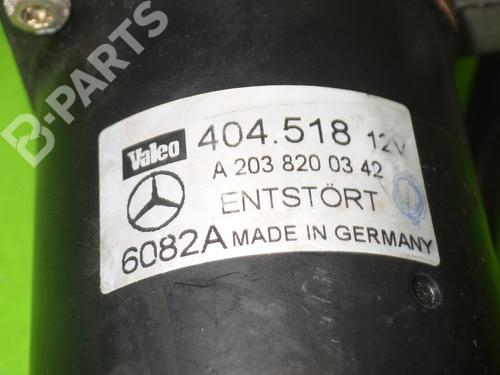 B-PARTS
Valeo 404.518 12V
A 203 820 03 42
ENTSTÖRT
6082A MADE IN GERMANY